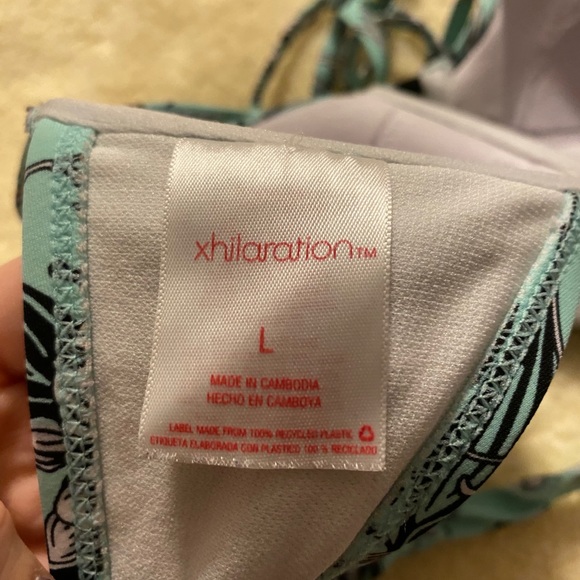 xhilaration™
L
MADE IN CAMBODIA
HECHO EN CAMBOYA
LABEL MADE FROM 100% RECYCLED PLASTIC
ETIQUETA ELABORADA CON PLASTICO 100 % RECICLADO